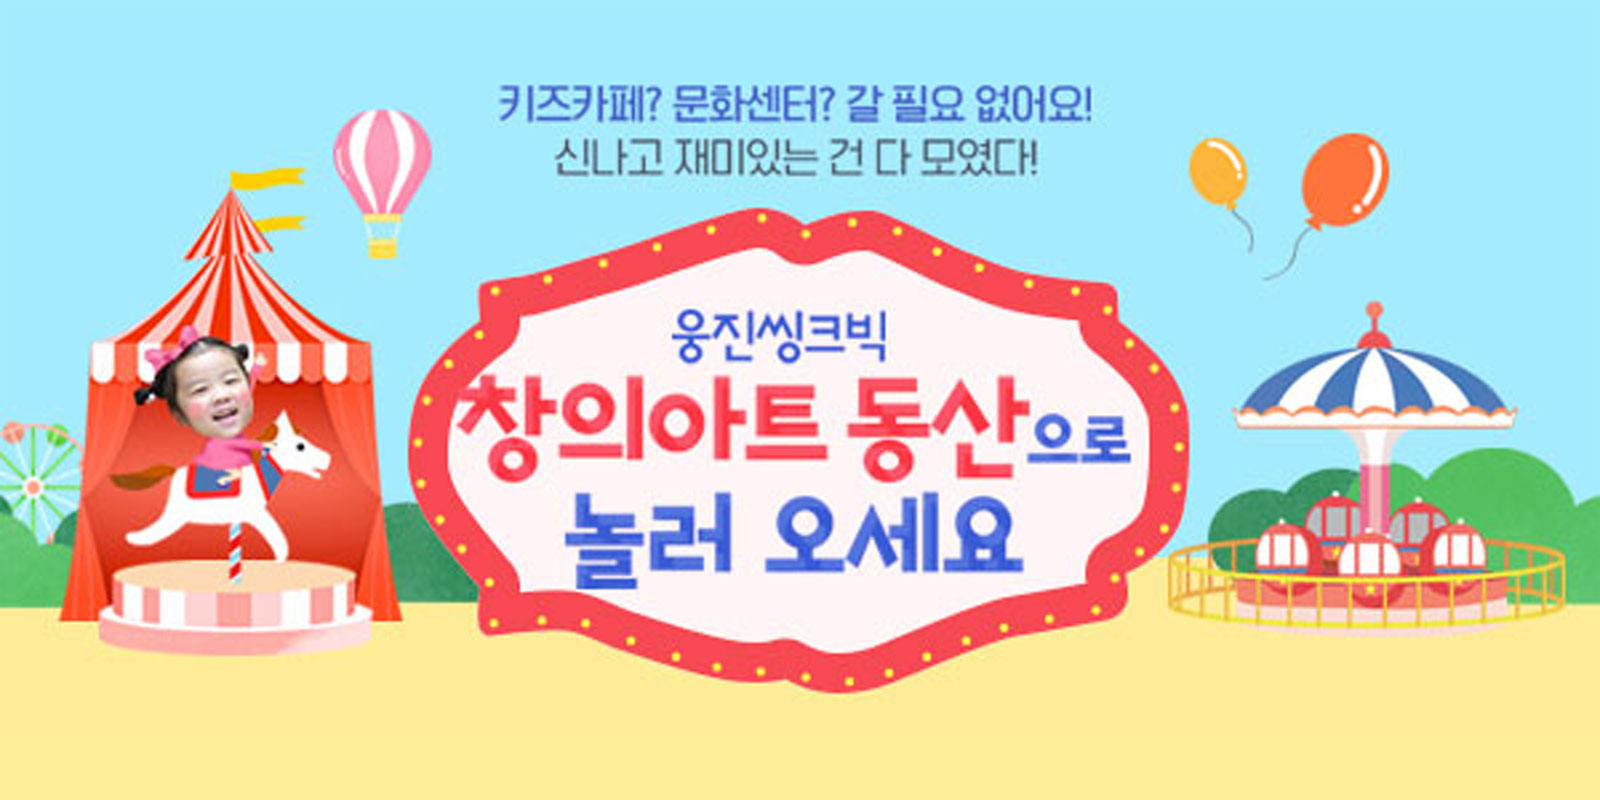 키즈카페? 문화센터? 갈 필요 없어요!
신나고 재미있는 건 다 모였다!
웅진씽크빅
창의아트 동산으로
놀러 오세요